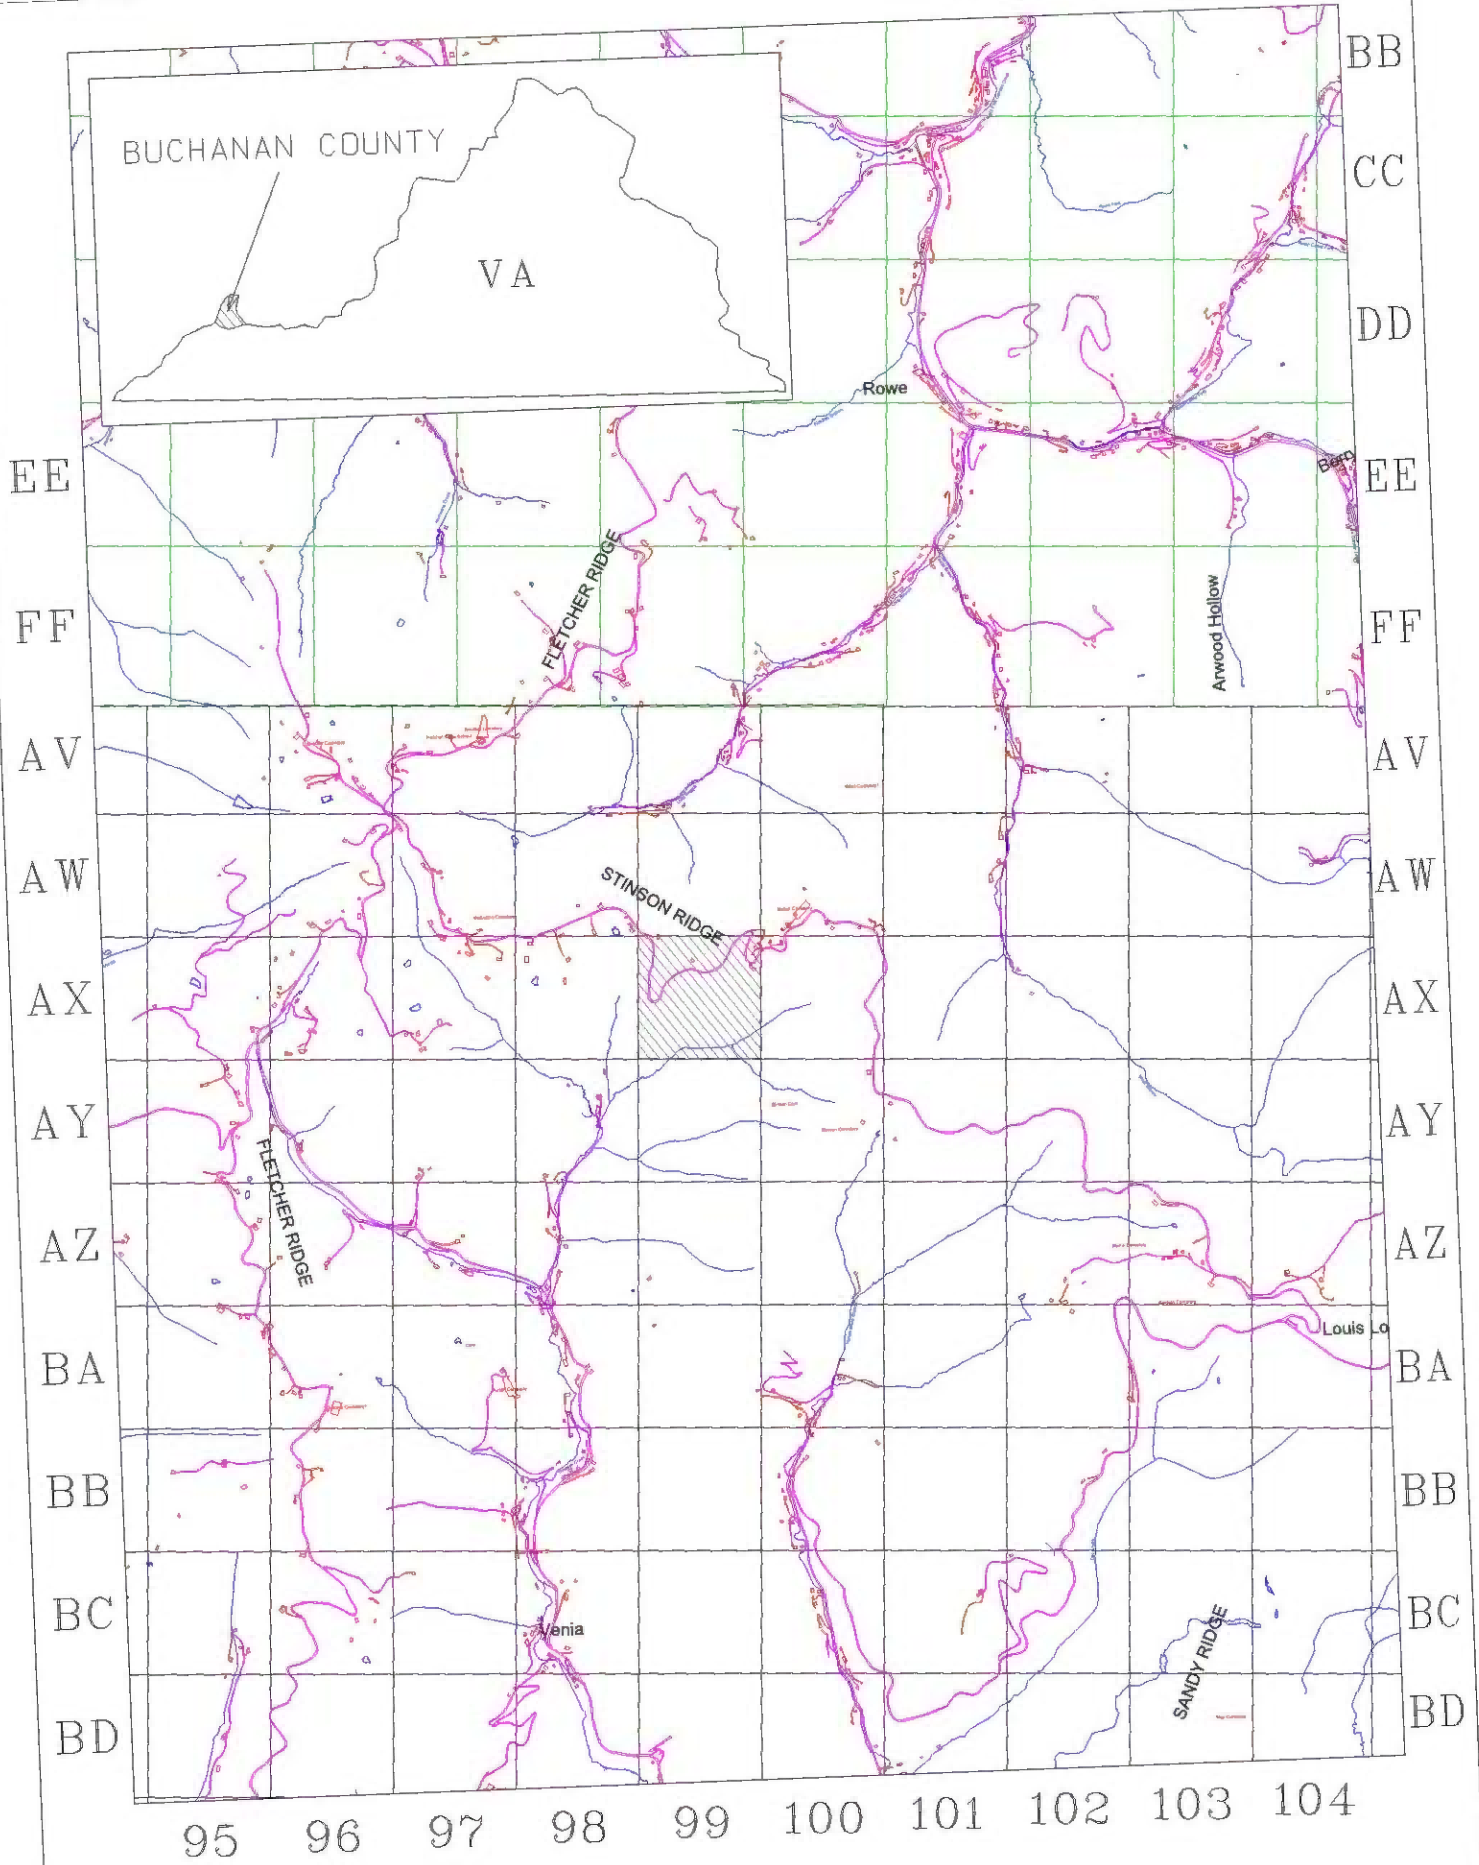 BB
BUCHANAN COUNTY
CC
VA
DD
Rowe
EE
EE
FLETCHER RIDGE
FF
Arwood Hollow
FF
AV
AV
AW
STINSON RIDGE
AW
AX
AX
AY
AY
FLETCHER RIDGE
AZ
AZ
Louis Lo
BA
BA
BB
BB
BC
Venia
BC
SANDY RIDGE
BD
BD
95 96 97 98 99 100 101 102 103 104